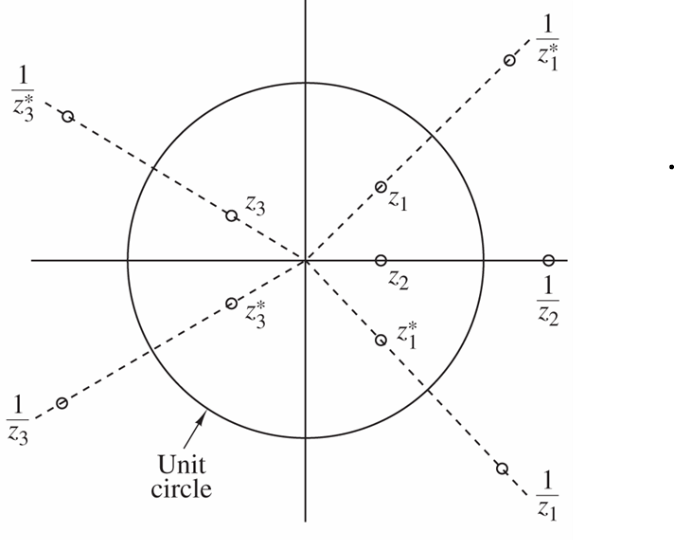 1/z₁*
1/z₃*
z₃
z₁
z₂
1/z₂
z₃*
z₁*
1/z₃
Unit
circle
1/z₁